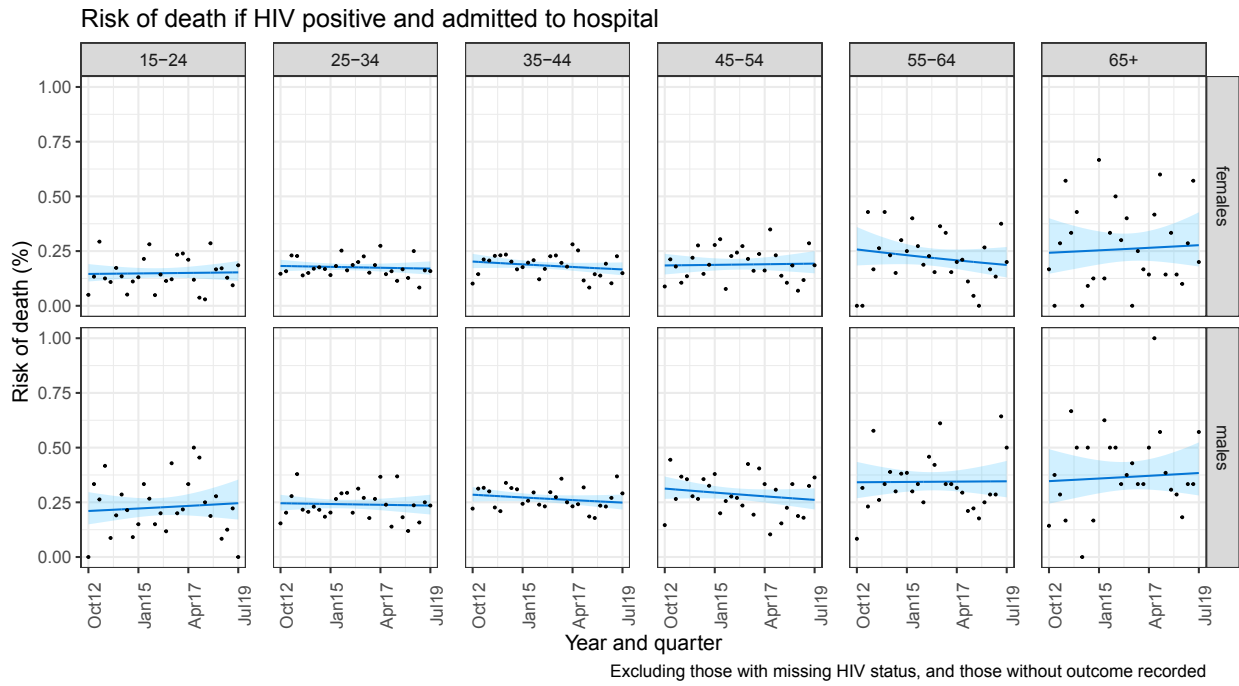 Risk of death if HIV positive and admitted to hospital
15−24 25−34 35−44 45−54 55−64 65+
1.00
0.75
0.50
0.25
0.00
females
1.00
0.75
0.50
0.25
0.00
males
Risk of death (%)
Oct12 Jan15 Apr17 Jul19 Oct12 Jan15 Apr17 Jul19 Oct12 Jan15 Apr17 Jul19 Oct12 Jan15 Apr17 Jul19 Oct12 Jan15 Apr17 Jul19 Oct12 Jan15 Apr17 Jul19
Year and quarter
Excluding those with missing HIV status, and those without outcome recorded